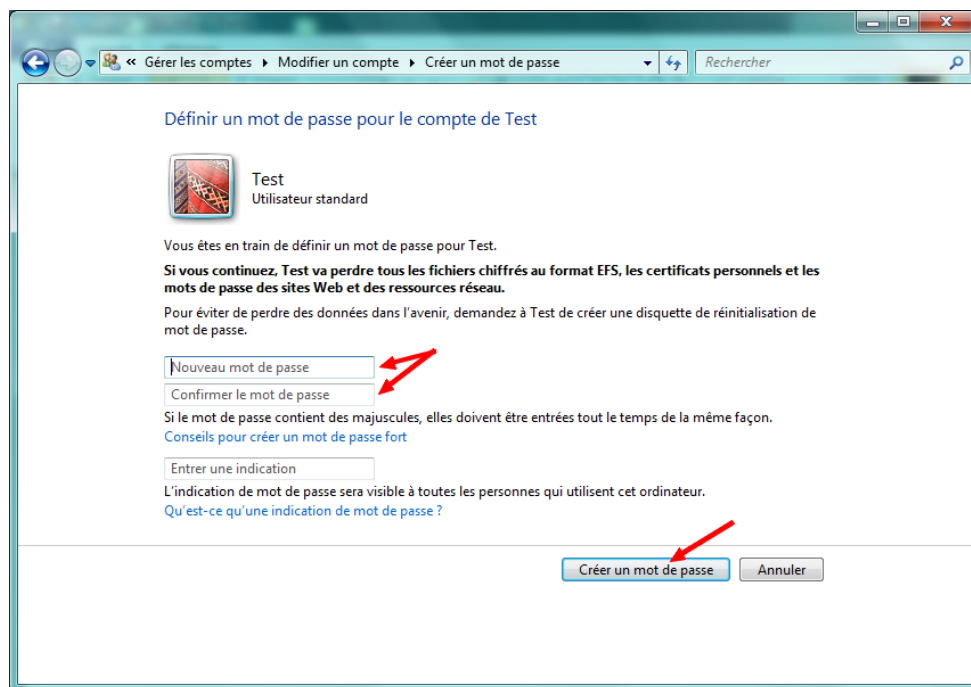 « Gérer les comptes ▸ Modifier un compte ▸ Créer un mot de passe
Rechercher
Définir un mot de passe pour le compte de Test
Test
Utilisateur standard
Vous êtes en train de définir un mot de passe pour Test.
Si vous continuez, Test va perdre tous les fichiers chiffrés au format EFS, les certificats personnels et les
mots de passe des sites Web et des ressources réseau.
Pour éviter de perdre des données dans l'avenir, demandez à Test de créer une disquette de réinitialisation de
mot de passe.
Nouveau mot de passe
Confirmer le mot de passe
Si le mot de passe contient des majuscules, elles doivent être entrées tout le temps de la même façon.
Conseils pour créer un mot de passe fort
Entrer une indication
L'indication de mot de passe sera visible à toutes les personnes qui utilisent cet ordinateur.
Qu'est-ce qu'une indication de mot de passe ?
Créer un mot de passe
Annuler